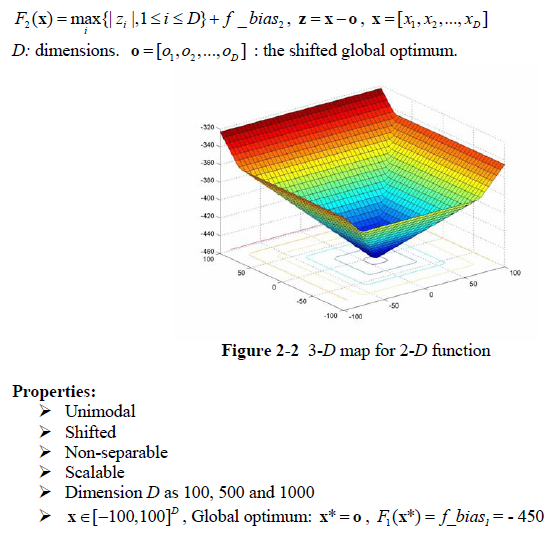 F₂(x) = max_i{| z_i |,1 ≤ i ≤ D} + f _bias₂ , z = x − o , x = [x₁, x₂,..., x_D]
D: dimensions. o = [o₁, o₂,..., o_D] : the shifted global optimum.
-320
-340
-360
-380
-400
-420
-440
-460
100
50
0
-50
-100
-100
-50
0
50
100
Figure 2-2 3-D map for 2-D function
Properties:
➢ Unimodal
➢ Shifted
➢ Non-separable
➢ Scalable
➢ Dimension D as 100, 500 and 1000
➢ x∈[−100,100]^D , Global optimum: x* = o , F₁(x*) = f_bias₁ = - 450